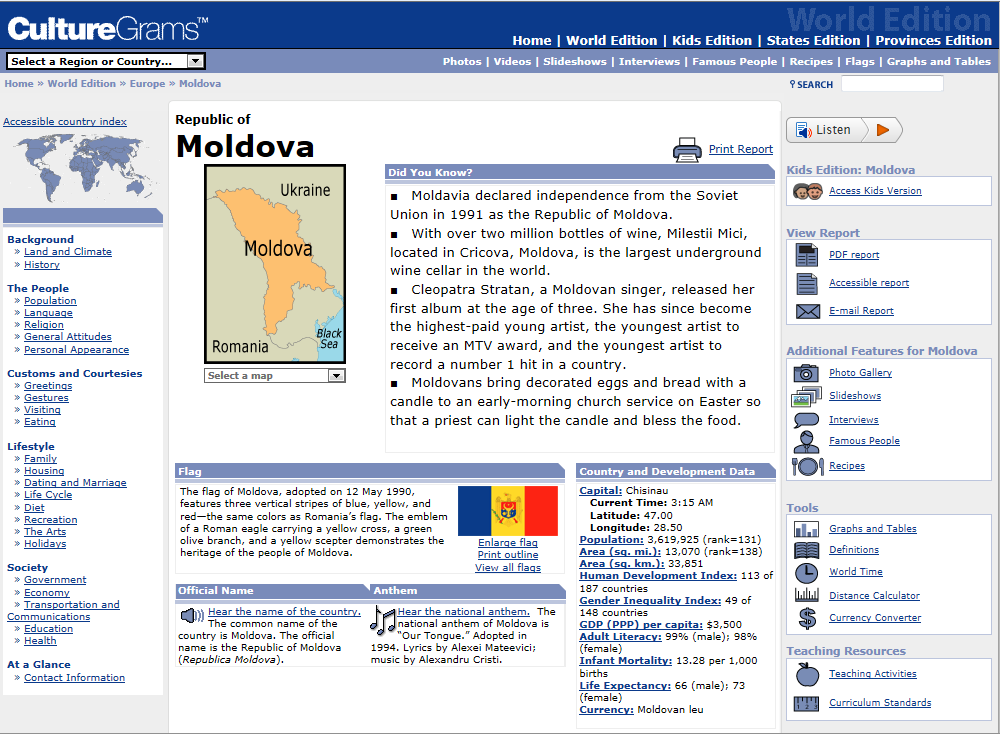 CultureGrams™
World Edition
Home | World Edition | Kids Edition | States Edition | Provinces Edition
Select a Region or Country...
Photos | Videos | Slideshows | Interviews | Famous People | Recipes | Flags | Graphs and Tables
Home » World Edition » Europe » Moldova
SEARCH
Accessible country index
Background
» Land and Climate
» History
The People
» Population
» Language
» Religion
» General Attitudes
» Personal Appearance
Customs and Courtesies
» Greetings
» Gestures
» Visiting
» Eating
Lifestyle
» Family
» Housing
» Dating and Marriage
» Life Cycle
» Diet
» Recreation
» The Arts
» Holidays
Society
» Government
» Economy
» Transportation and
Communications
» Education
» Health
At a Glance
» Contact Information
Republic of
Moldova
Print Report
Ukraine
Moldova
Black
Sea
Romania
Select a map
Did You Know?
▪ Moldavia declared independence from the Soviet
Union in 1991 as the Republic of Moldova.
▪ With over two million bottles of wine, Milestii Mici,
located in Cricova, Moldova, is the largest underground
wine cellar in the world.
▪ Cleopatra Stratan, a Moldovan singer, released her
first album at the age of three. She has since become
the highest-paid young artist, the youngest artist to
receive an MTV award, and the youngest artist to
record a number 1 hit in a country.
▪ Moldovans bring decorated eggs and bread with a
candle to an early-morning church service on Easter so
that a priest can light the candle and bless the food.
Flag
The flag of Moldova, adopted on 12 May 1990,
features three vertical stripes of blue, yellow, and
red—the same colors as Romania’s flag. The emblem
of a Roman eagle carrying a yellow cross, a green
olive branch, and a yellow scepter demonstrates the
heritage of the people of Moldova.
Enlarge flag
Print outline
View all flags
Official Name
Hear the name of the country.
The common name of the
country is Moldova. The official
name is the Republic of Moldova
(Republica Moldova).
Anthem
Hear the national anthem. The
national anthem of Moldova is
“Our Tongue.” Adopted in
1994. Lyrics by Alexei Mateevici;
music by Alexandru Cristi.
Country and Development Data
Capital: Chisinau
Current Time: 3:15 AM
Latitude: 47.00
Longitude: 28.50
Population: 3,619,925 (rank=131)
Area (sq. mi.): 13,070 (rank=138)
Area (sq. km.): 33,851
Human Development Index: 113 of
187 countries
Gender Inequality Index: 49 of
148 countries
GDP (PPP) per capita: $3,500
Adult Literacy: 99% (male); 98%
(female)
Infant Mortality: 13.28 per 1,000
births
Life Expectancy: 66 (male); 73
(female)
Currency: Moldovan leu
Listen
Kids Edition: Moldova
Access Kids Version
View Report
PDF report
Accessible report
E-mail Report
Additional Features for Moldova
Photo Gallery
Slideshows
Interviews
Famous People
Recipes
Tools
Graphs and Tables
Definitions
World Time
Distance Calculator
Currency Converter
Teaching Resources
Teaching Activities
Curriculum Standards